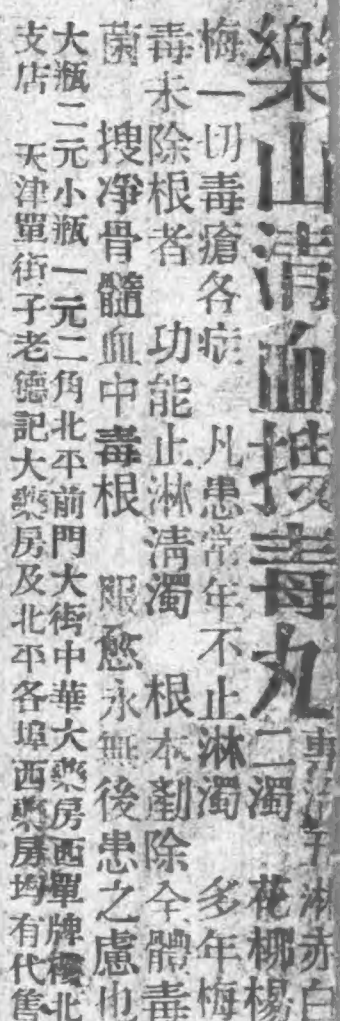 樂山清血搜毒丸
專治五淋赤白
二濁 花柳楊
梅一切毒瘡各症 凡患常年不止淋濁 多年梅
毒未除根者 功能止淋清濁 根本剷除全體毒
菌 搜淨骨髓血中毒根 服愈永無後患之慮也
大瓶二元小瓶一元二角北平前門大街中華大藥房西單牌樓北
支店 天津單街子老德記大藥房及北平各埠西藥房均有代售